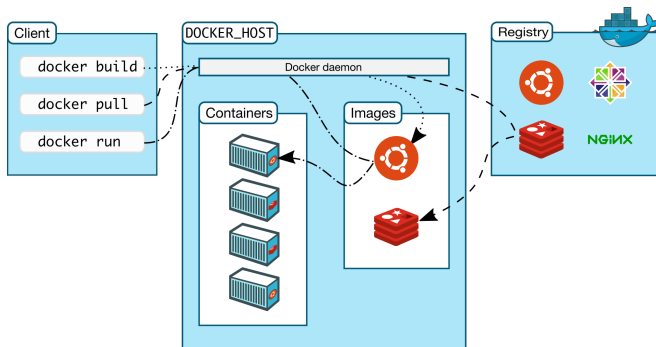 Client
docker build
docker pull
docker run
DOCKER_HOST
Docker daemon
Containers
Images
Registry
NGiNX